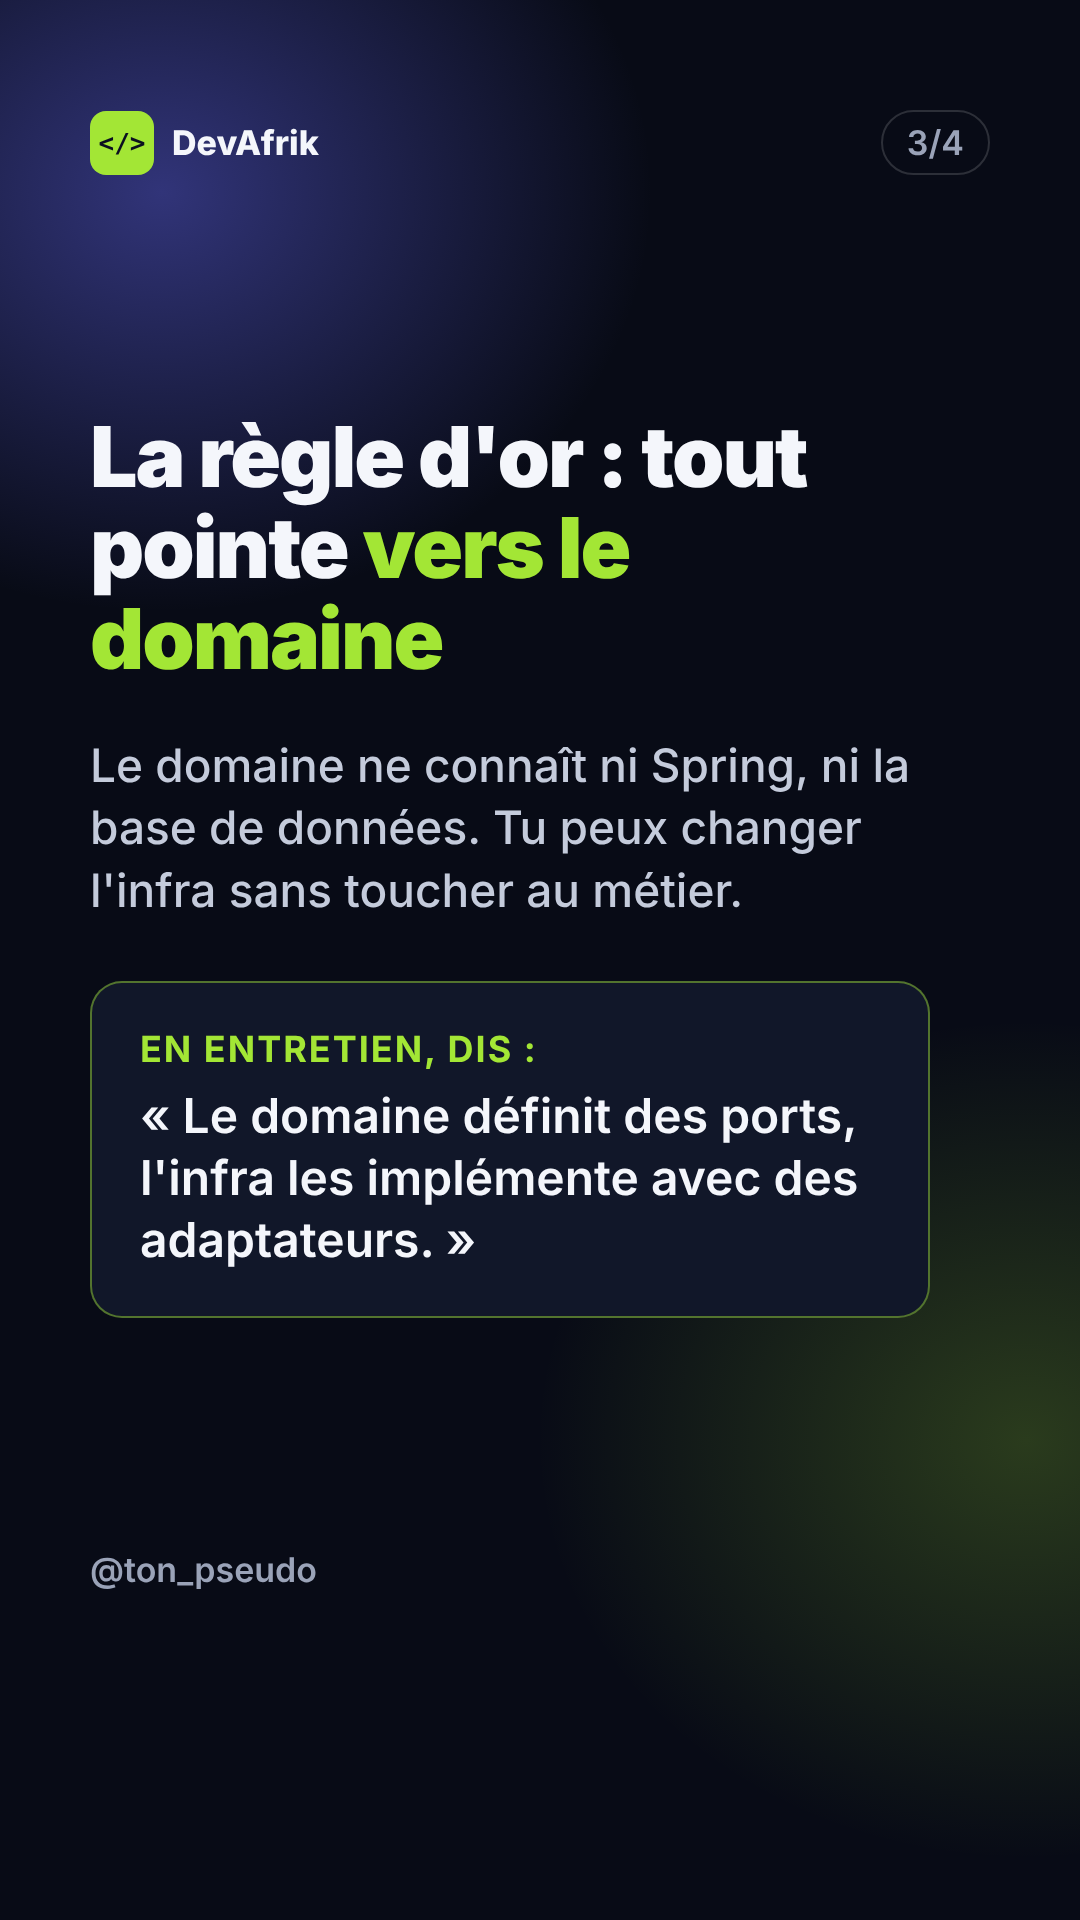 </> DevAfrik
3/4
La règle d'or : tout
pointe vers le
domaine
Le domaine ne connaît ni Spring, ni la
base de données. Tu peux changer
l'infra sans toucher au métier.
EN ENTRETIEN, DIS :
« Le domaine définit des ports,
l'infra les implémente avec des
adaptateurs. »
@ton_pseudo